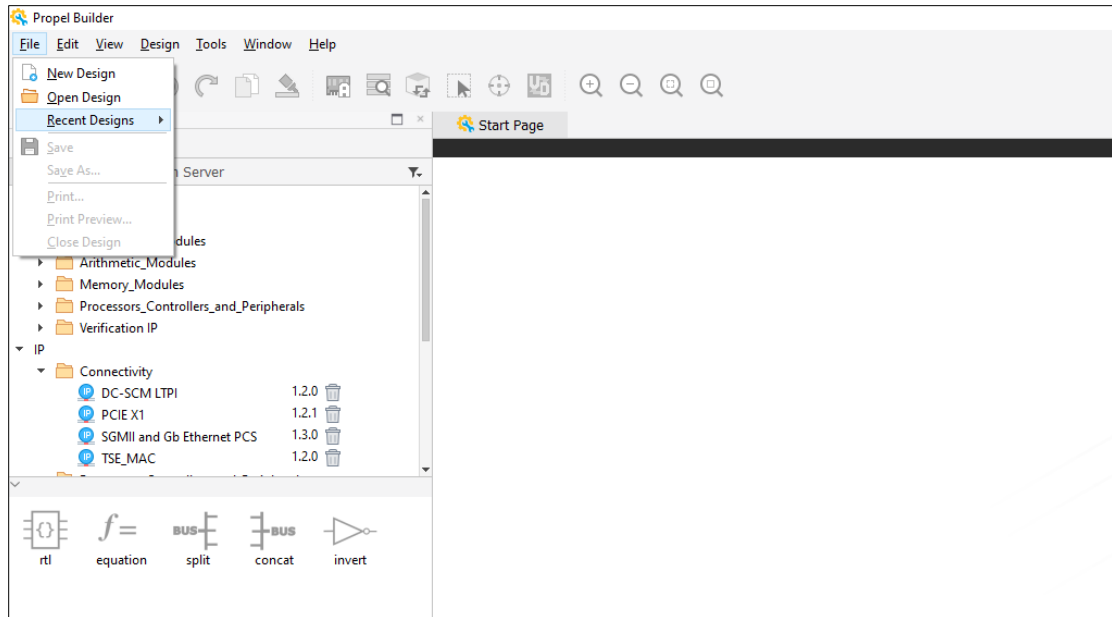 Propel Builder
File Edit View Design Tools Window Help
New Design
Open Design
Recent Designs
Save
Save As...
Print...
Print Preview...
Close Design
Start Page
Server
Arithmetic_Modules
Memory_Modules
Processors_Controllers_and_Peripherals
Verification IP
IP
Connectivity
DC-SCM LTPI 1.2.0
PCIE X1 1.2.1
SGMII and Gb Ethernet PCS 1.3.0
TSE_MAC 1.2.0
rtl equation split concat invert